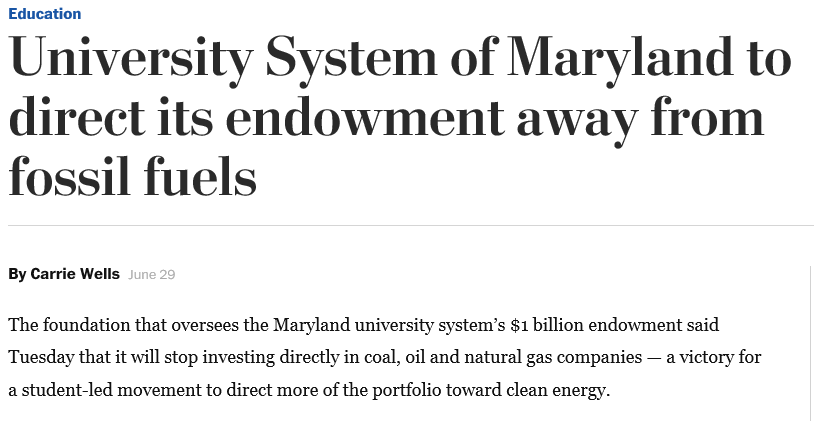 Education
University System of Maryland to
direct its endowment away from
fossil fuels
By Carrie Wells June 29
The foundation that oversees the Maryland university system’s $1 billion endowment said
Tuesday that it will stop investing directly in coal, oil and natural gas companies — a victory for
a student-led movement to direct more of the portfolio toward clean energy.